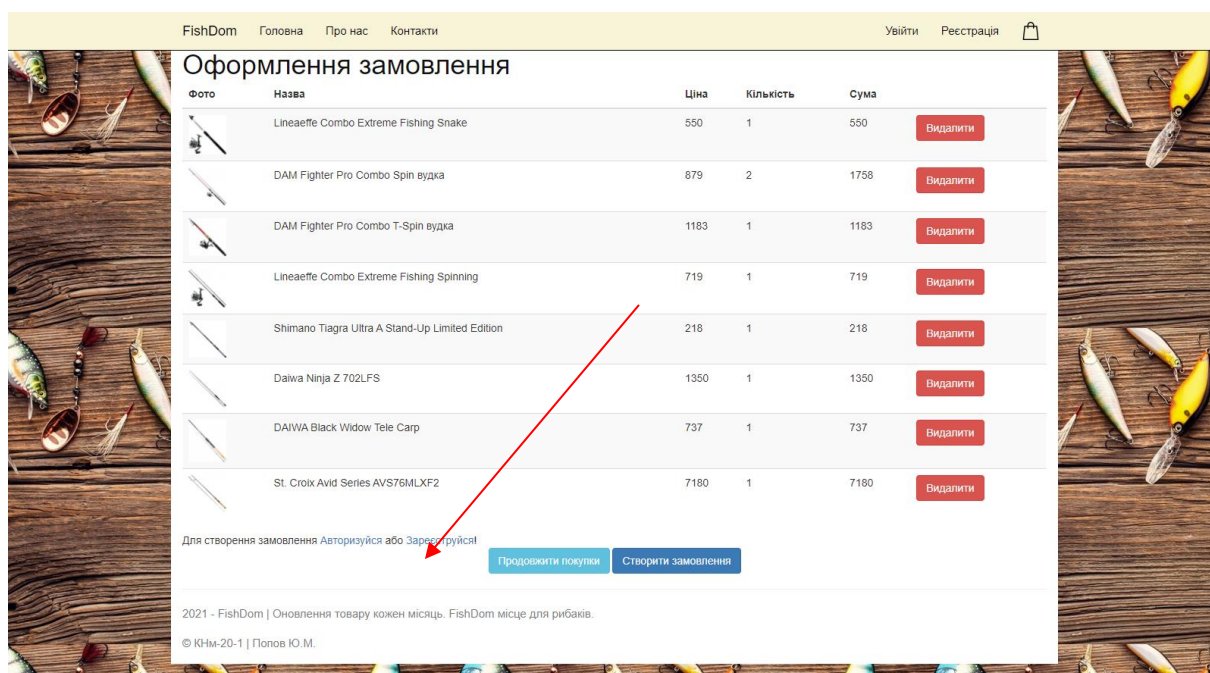 FishDom Головна Про нас Контакти Увійти Реєстрація
Оформлення замовлення
Фото Назва Ціна Кількість Сума
Lineaeffe Combo Extreme Fishing Snake 550 1 550 Видалити
DAM Fighter Pro Combo Spin вудка 879 2 1758 Видалити
DAM Fighter Pro Combo T-Spin вудка 1183 1 1183 Видалити
Lineaeffe Combo Extreme Fishing Spinning 719 1 719 Видалити
Shimano Tiagra Ultra A Stand-Up Limited Edition 218 1 218 Видалити
Daiwa Ninja Z 702LFS 1350 1 1350 Видалити
DAIWA Black Widow Tele Carp 737 1 737 Видалити
St. Croix Avid Series AVS76MLXF2 7180 1 7180 Видалити
Для створення замовлення Авторизуйся або Зареєструйся!
Продовжити покупки Створити замовлення
2021 - FishDom | Оновлення товару кожен місяць. FishDom місце для рибаків.
© КНм-20-1 | Попов Ю.М.